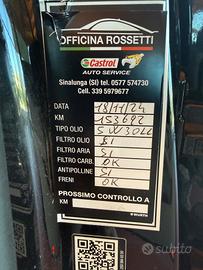 OFFICINA ROSSETTI
Castrol
AUTO SERVICE
Sinalunga (SI) tel. 0577 574730
Cell. 339 5979677
DATA 19/11/24
KM 153692
TIPO OLIO 5W30LL
FILTRO OLIO SI
FILTRO ARIA SI
FILTRO CARB. OK
ANTIPOLLINE SI
FRENI OK
PROSSIMO CONTROLLO A
KM
WÜRTH
subito